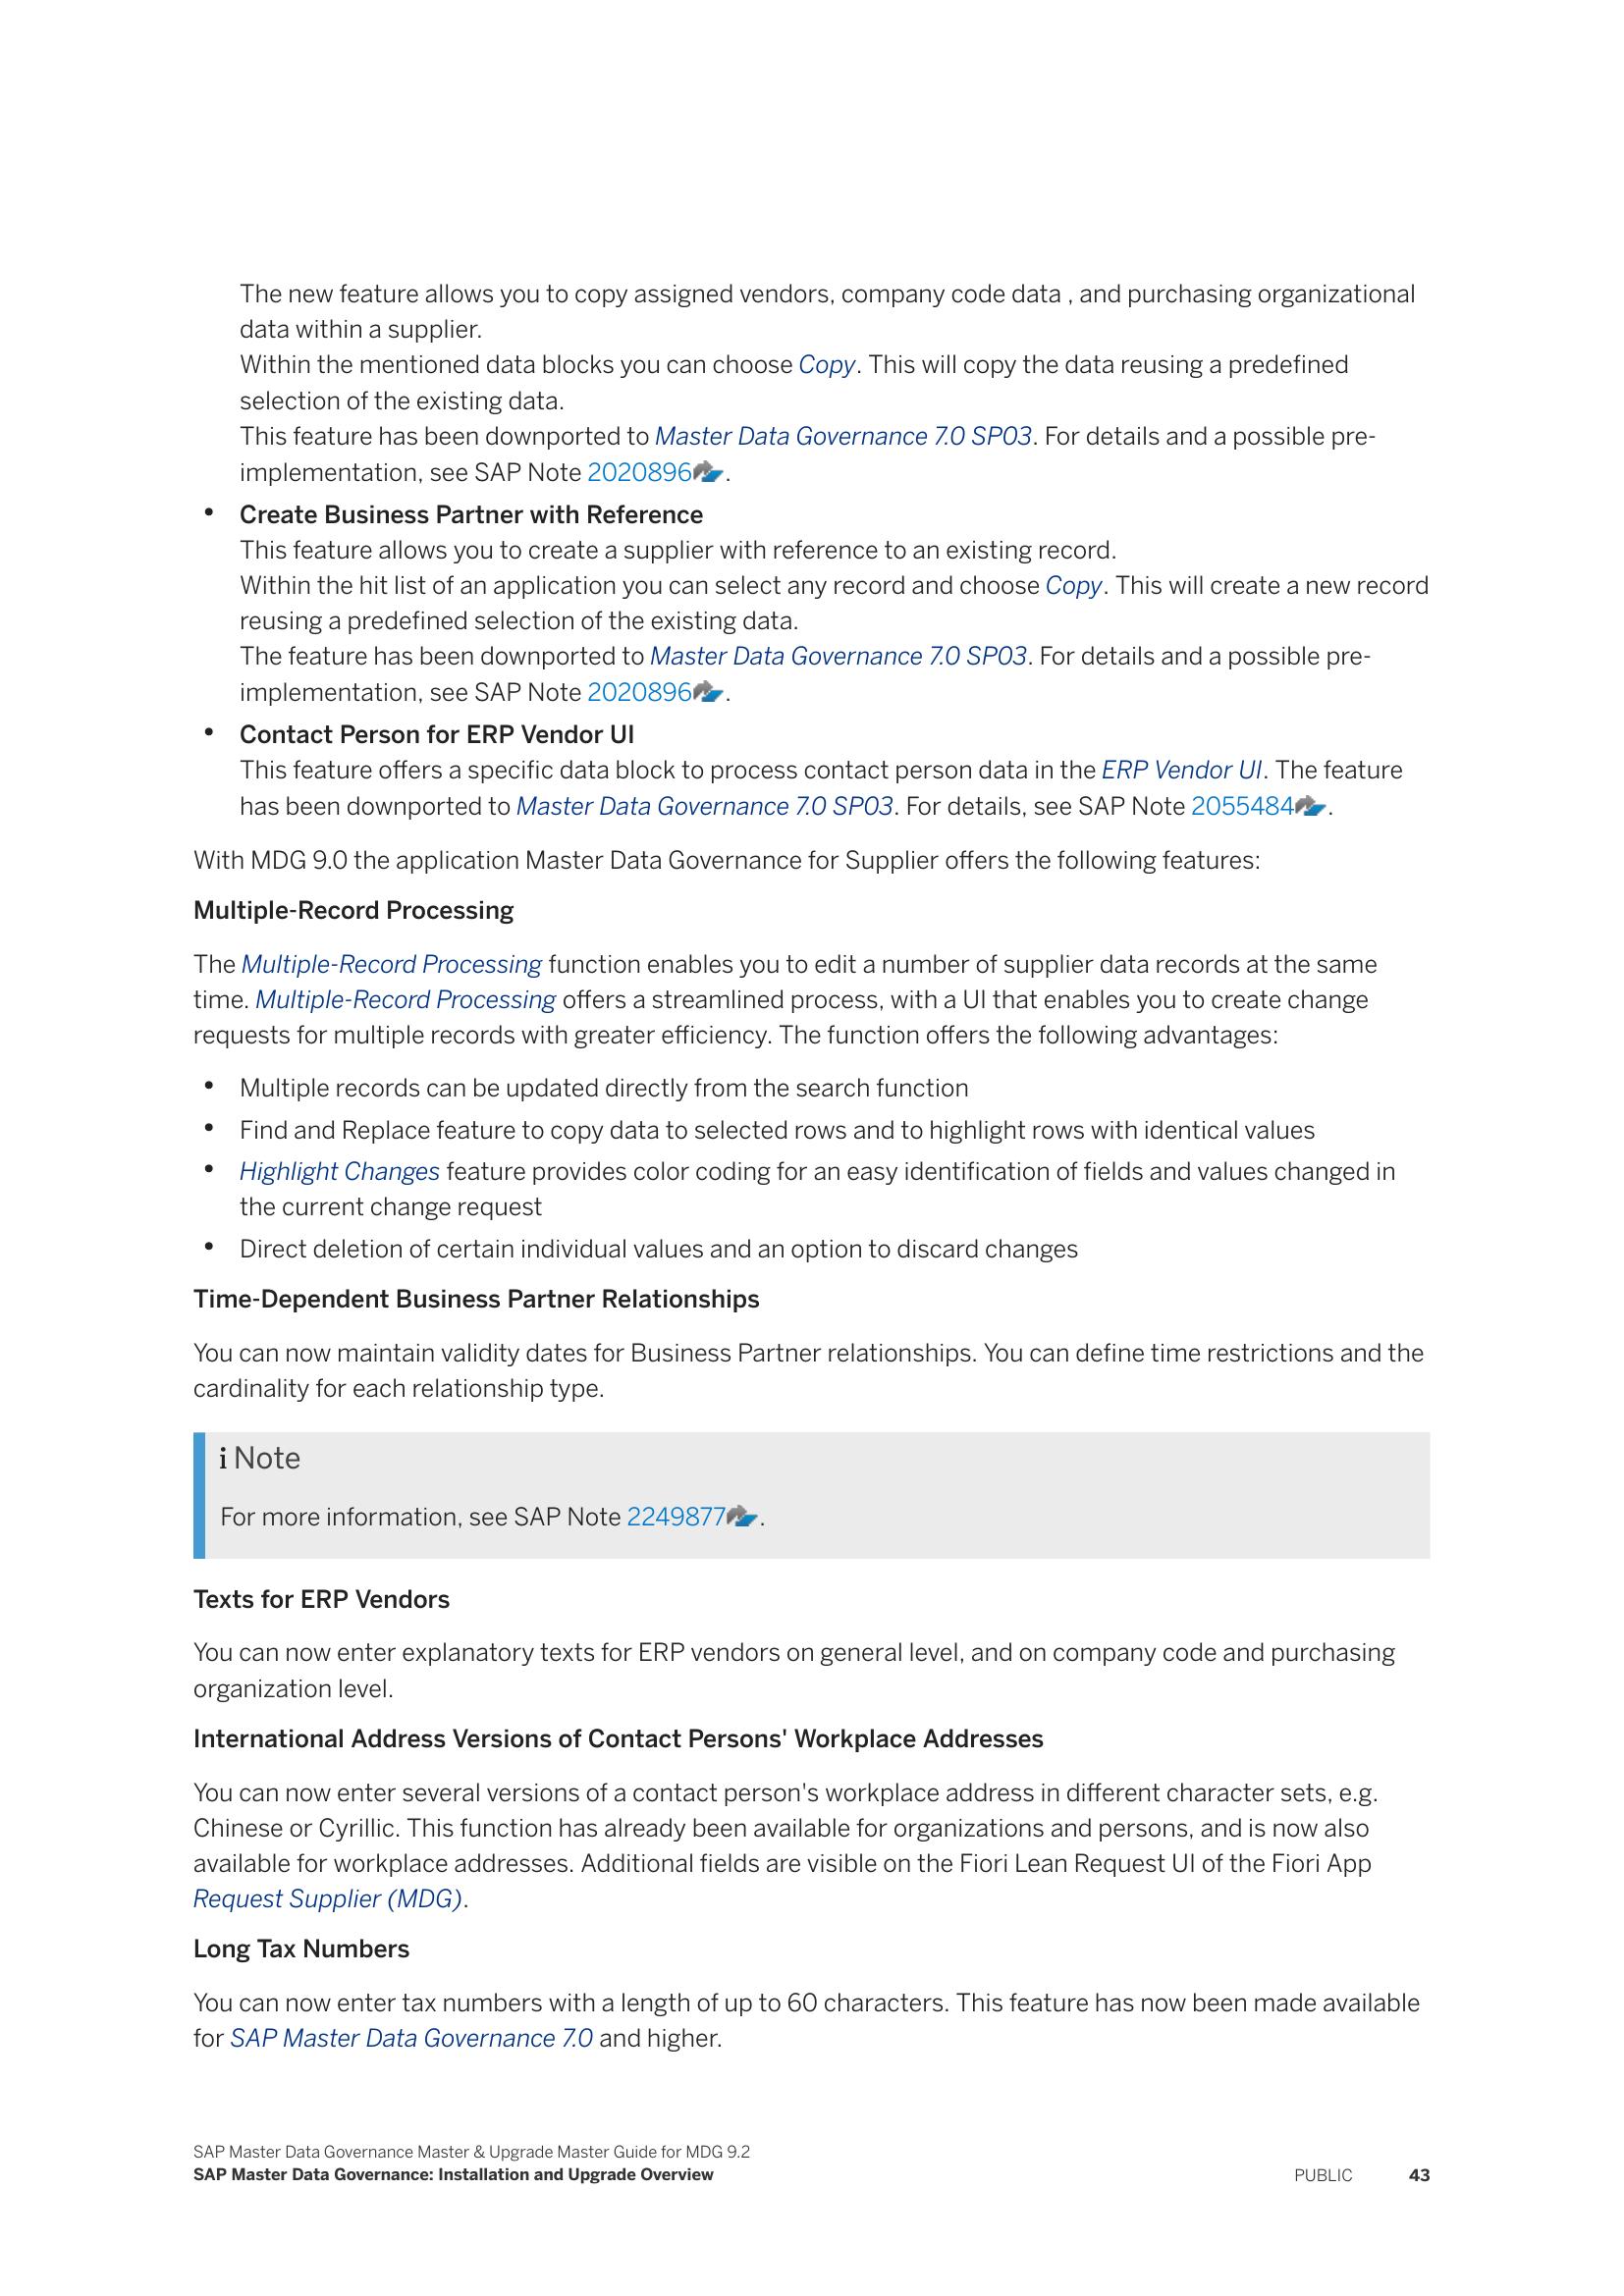 The new feature allows you to copy assigned vendors, company code data , and purchasing organizational
data within a supplier.
Within the mentioned data blocks you can choose Copy. This will copy the data reusing a predefined
selection of the existing data.
This feature has been downported to Master Data Governance 7.0 SP03. For details and a possible pre-
implementation, see SAP Note 2020896.
• Create Business Partner with Reference
This feature allows you to create a supplier with reference to an existing record.
Within the hit list of an application you can select any record and choose Copy. This will create a new record
reusing a predefined selection of the existing data.
The feature has been downported to Master Data Governance 7.0 SP03. For details and a possible pre-
implementation, see SAP Note 2020896.
• Contact Person for ERP Vendor UI
This feature offers a specific data block to process contact person data in the ERP Vendor UI. The feature
has been downported to Master Data Governance 7.0 SP03. For details, see SAP Note 2055484.
With MDG 9.0 the application Master Data Governance for Supplier offers the following features:
Multiple-Record Processing
The Multiple-Record Processing function enables you to edit a number of supplier data records at the same
time. Multiple-Record Processing offers a streamlined process, with a UI that enables you to create change
requests for multiple records with greater efficiency. The function offers the following advantages:
• Multiple records can be updated directly from the search function
• Find and Replace feature to copy data to selected rows and to highlight rows with identical values
• Highlight Changes feature provides color coding for an easy identification of fields and values changed in
the current change request
• Direct deletion of certain individual values and an option to discard changes
Time-Dependent Business Partner Relationships
You can now maintain validity dates for Business Partner relationships. You can define time restrictions and the
cardinality for each relationship type.
i Note
For more information, see SAP Note 2249877.
Texts for ERP Vendors
You can now enter explanatory texts for ERP vendors on general level, and on company code and purchasing
organization level.
International Address Versions of Contact Persons' Workplace Addresses
You can now enter several versions of a contact person's workplace address in different character sets, e.g.
Chinese or Cyrillic. This function has already been available for organizations and persons, and is now also
available for workplace addresses. Additional fields are visible on the Fiori Lean Request UI of the Fiori App
Request Supplier (MDG).
Long Tax Numbers
You can now enter tax numbers with a length of up to 60 characters. This feature has now been made available
for SAP Master Data Governance 7.0 and higher.
SAP Master Data Governance Master & Upgrade Master Guide for MDG 9.2
SAP Master Data Governance: Installation and Upgrade Overview
PUBLIC 43